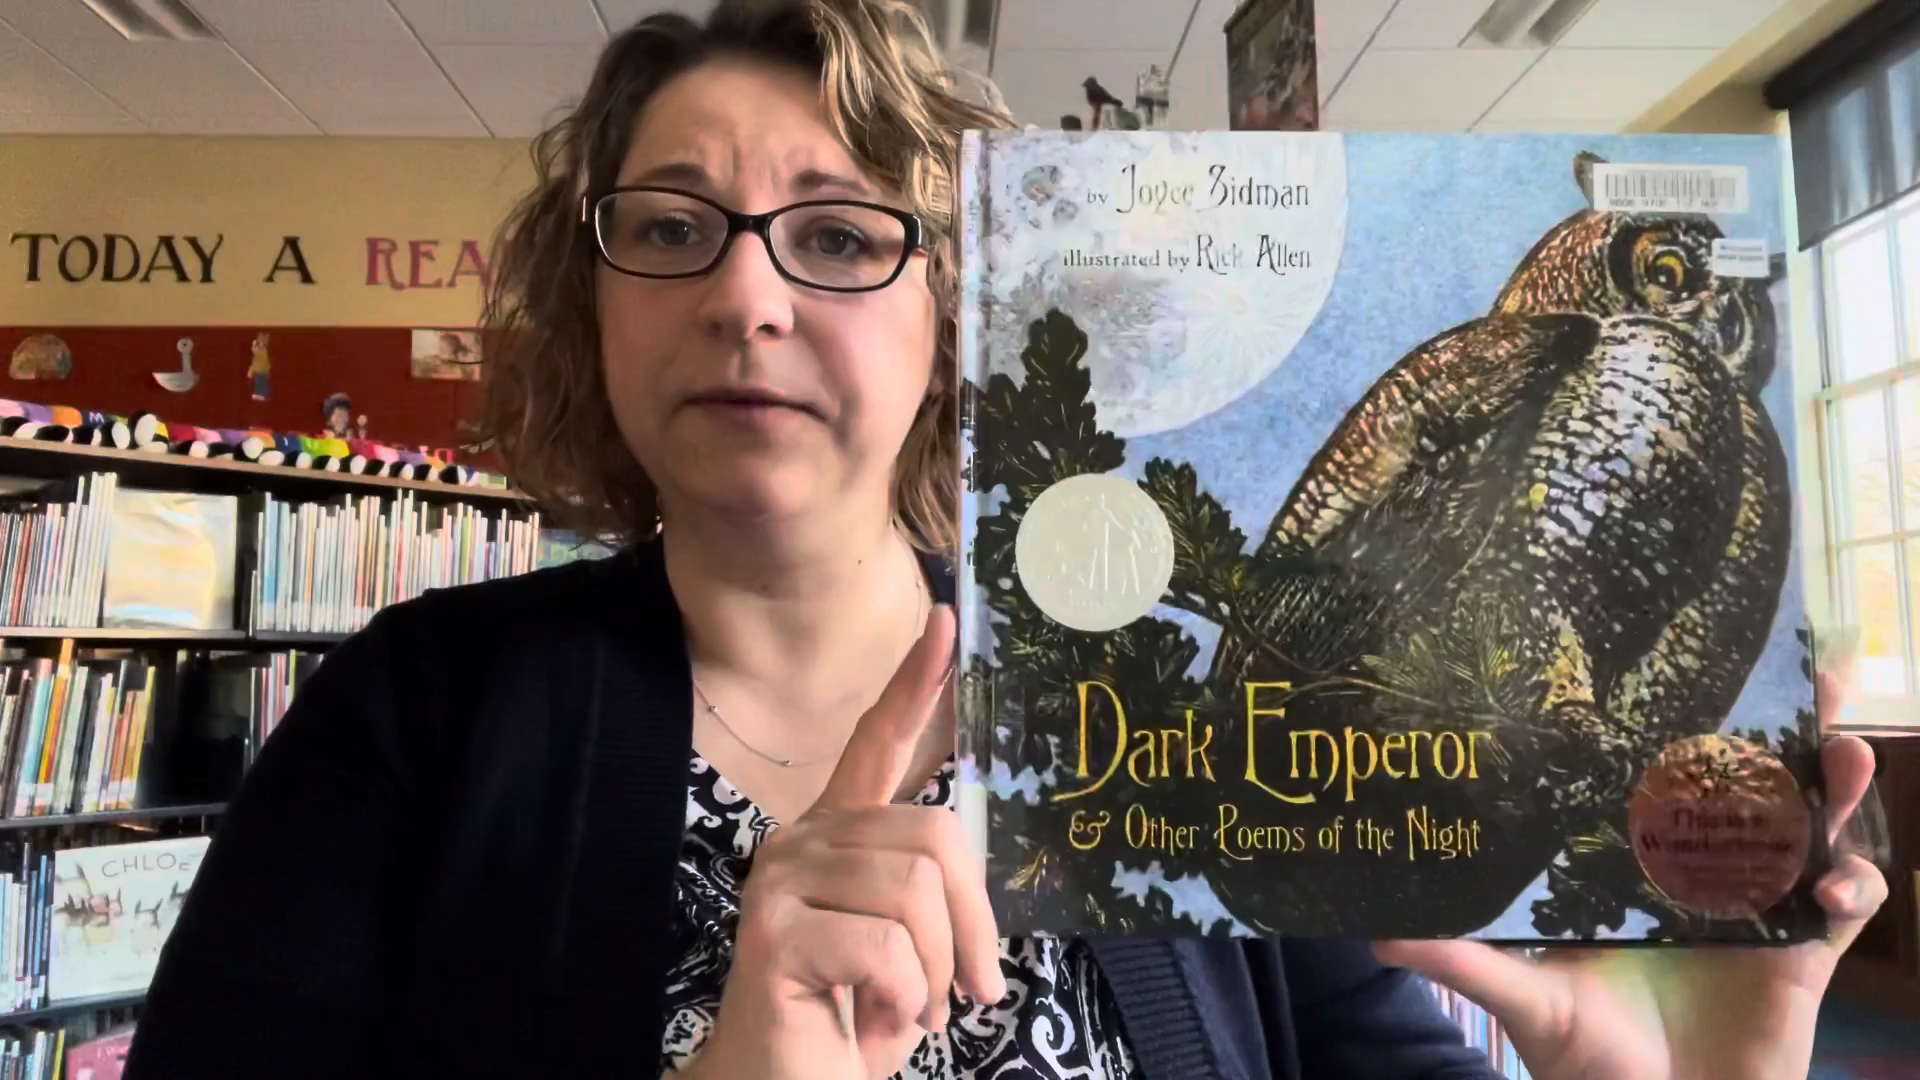 TODAY A REA
by Joyce Sidman
illustrated by Rick Allen
Dark Emperor
& Other Poems of the Night
CHLOE